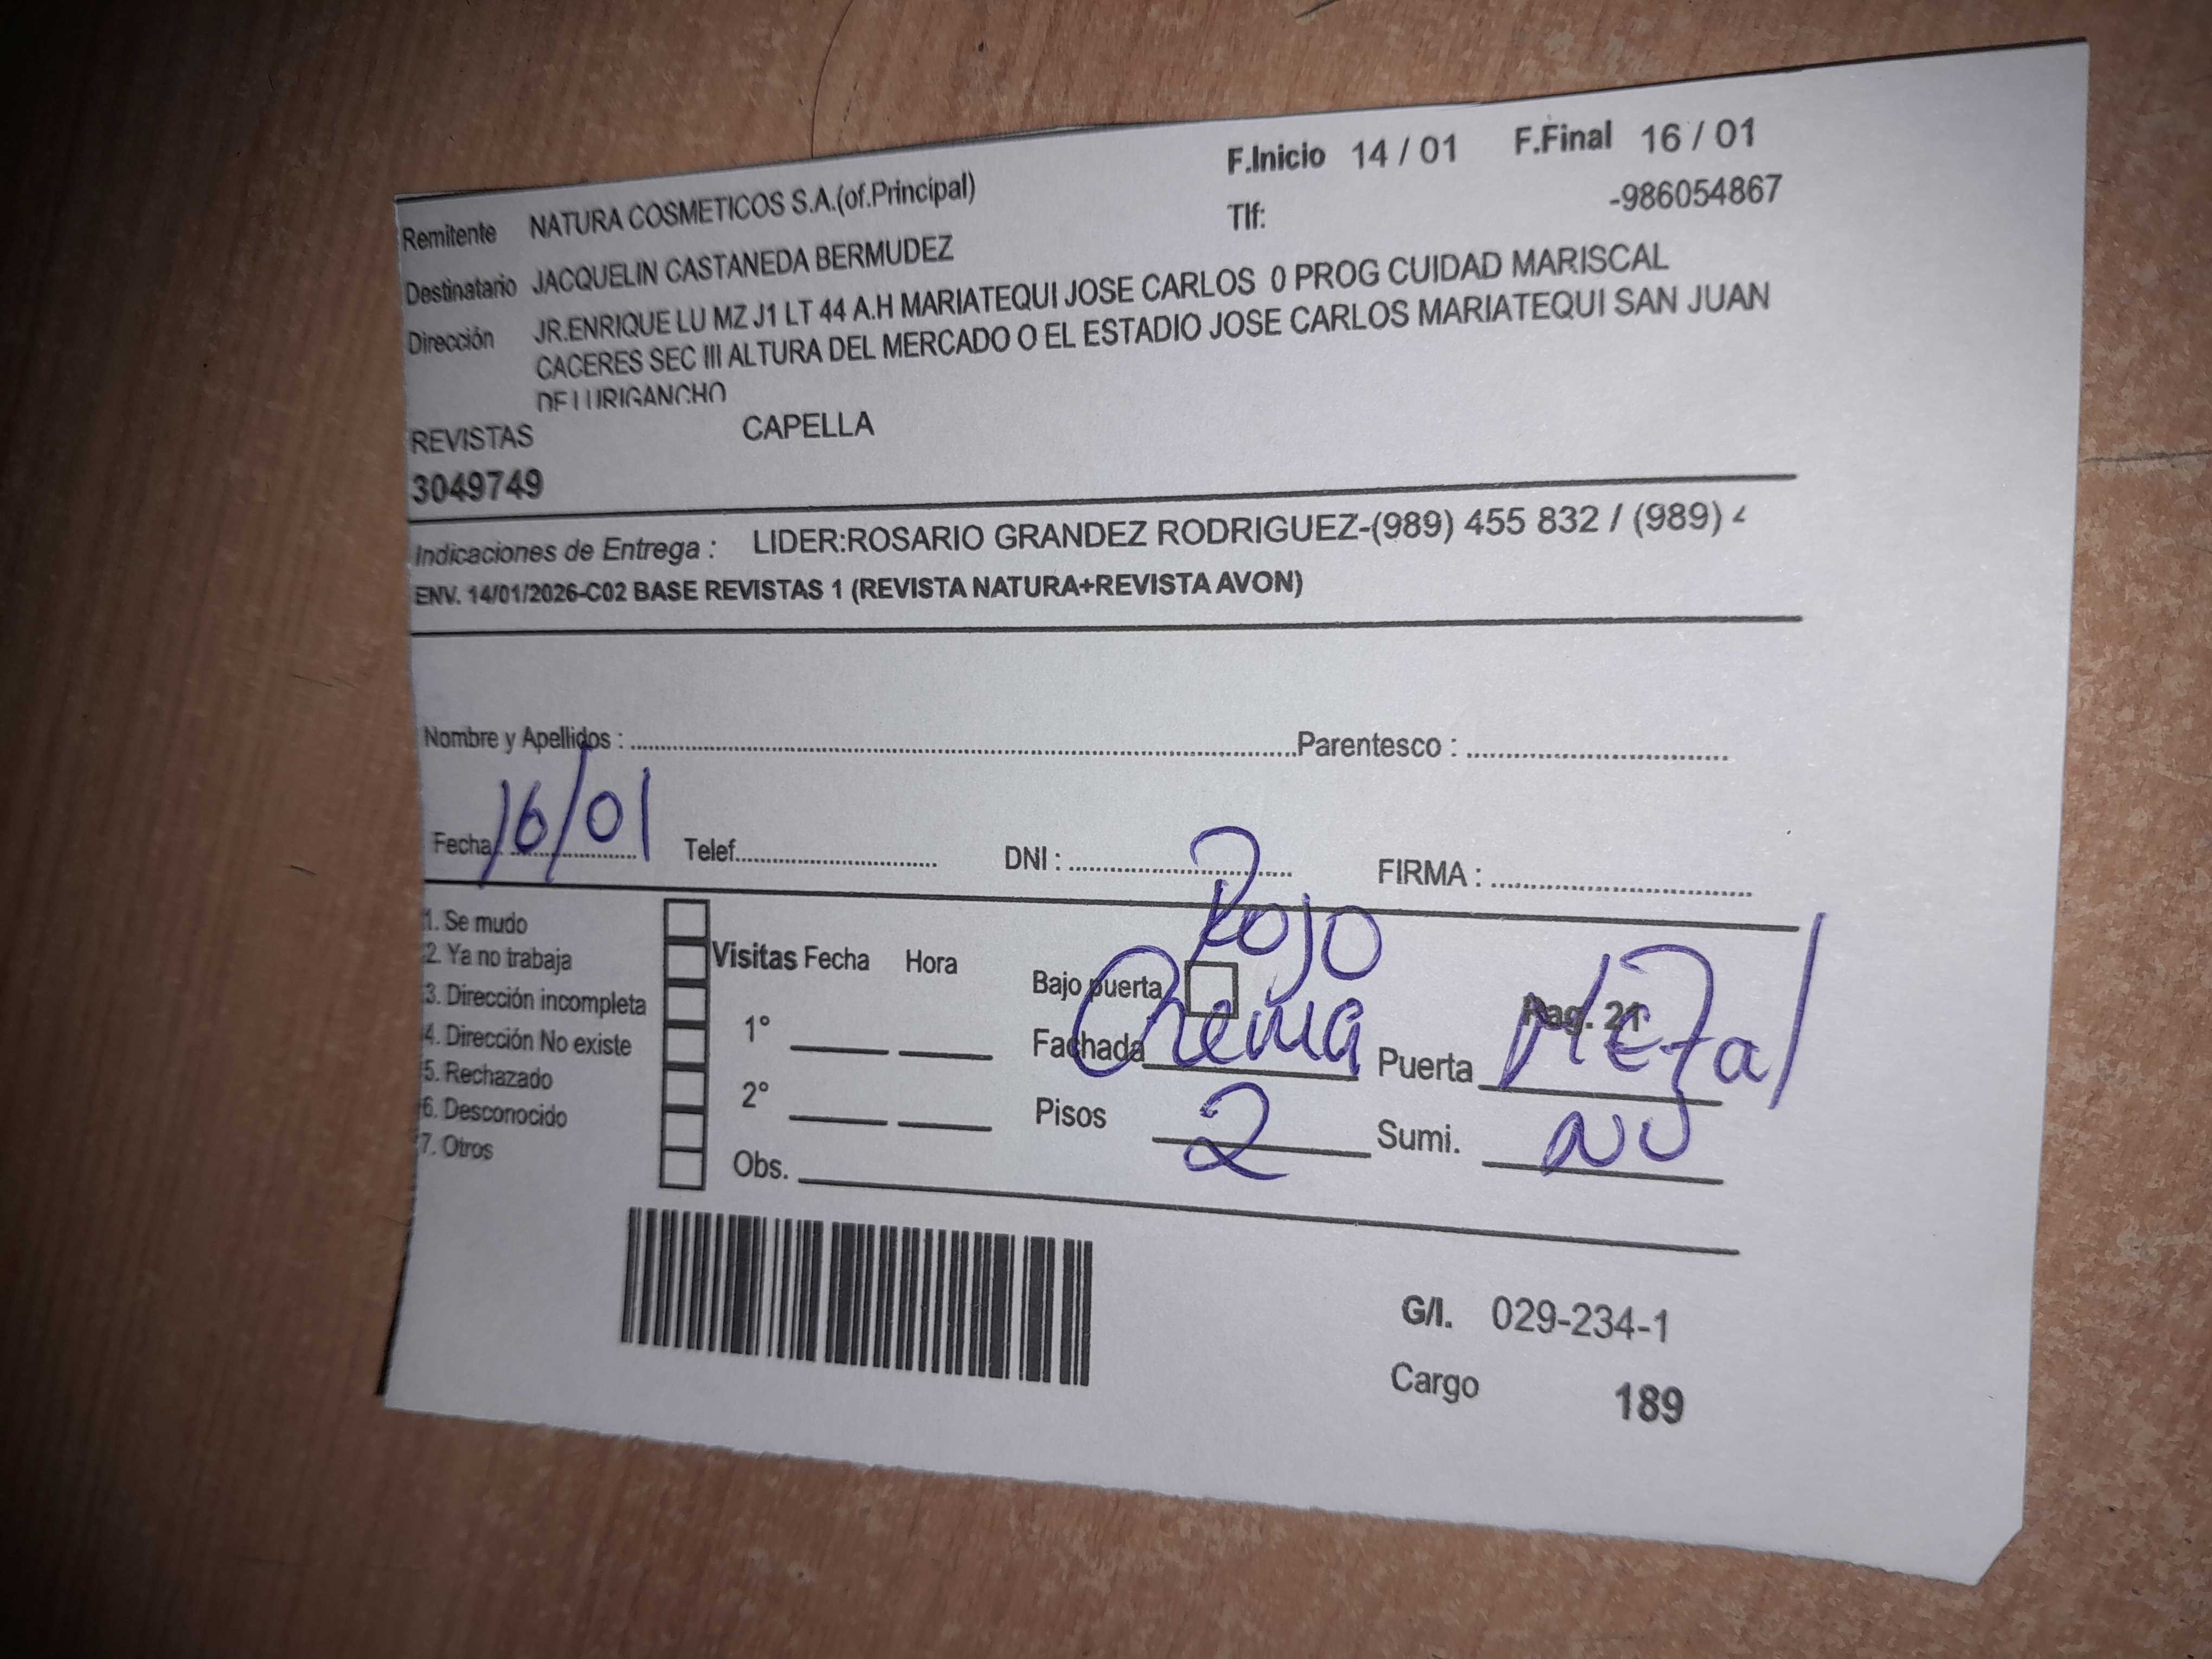 F.Inicio 14 / 01 F.Final 16 / 01
Remitente NATURA COSMETICOS S.A.(of.Principal) Tlf: -986054867
Destinatario JACQUELIN CASTANEDA BERMUDEZ
Dirección JR.ENRIQUE LU MZ J1 LT 44 A.H MARIATEQUI JOSE CARLOS 0 PROG CUIDAD MARISCAL
CACERES SEC III ALTURA DEL MERCADO O EL ESTADIO JOSE CARLOS MARIATEQUI SAN JUAN
DE LURIGANCHO
REVISTAS CAPELLA
3049749
Indicaciones de Entrega : LIDER:ROSARIO GRANDEZ RODRIGUEZ-(989) 455 832 / (989)
ENV. 14/01/2026-C02 BASE REVISTAS 1 (REVISTA NATURA+REVISTA AVON)
Nombre y Apellidos : Parentesco :
Fecha : 16/01 Telef. DNI : FIRMA :
Rojo
1. Se mudo
2. Ya no trabaja
3. Dirección incompleta
4. Dirección No existe
5. Rechazado
6. Desconocido
7. Otros
Visitas Fecha Hora
1°
2°
Obs.
Bajo puerta Pag. 21
Fachada Crema Puerta Metal
Pisos 2 Sumi. NO
G/I. 029-234-1
Cargo 189